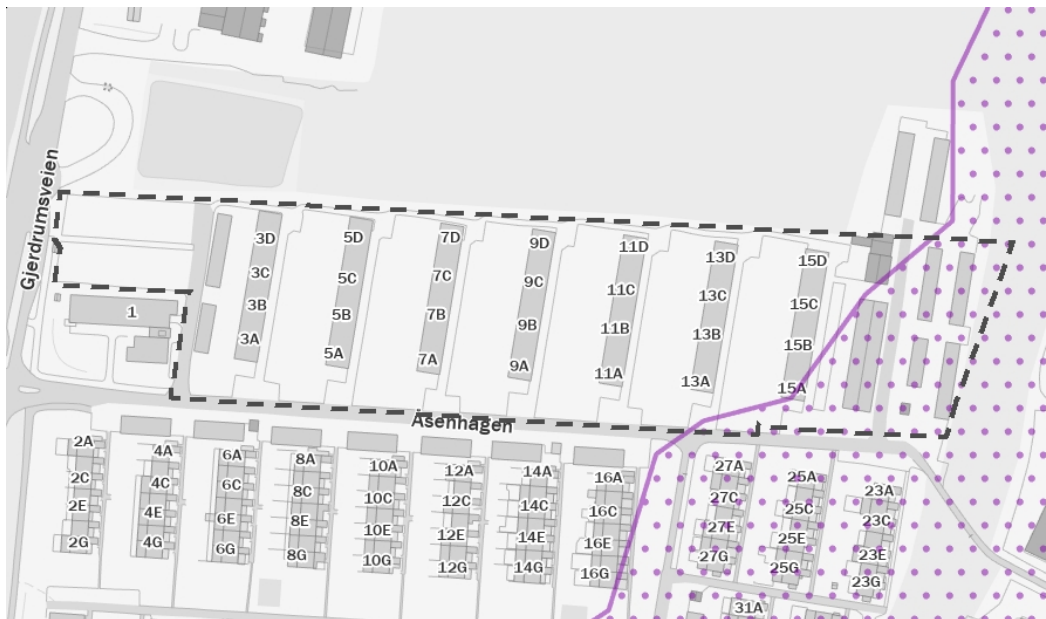 Gjerdrumsveien
3D
5D
7D
9D
11D
13D
15D
3C
5C
7C
9C
11C
13C
15C
3B
5B
7B
9B
11B
13B
15B
3A
5A
7A
9A
11A
13A
15A
1
Åsenhagen
2A
4A
6A
8A
10A
12A
14A
16A
27A
25A
23A
2C
4C
6C
8C
10C
12C
14C
16C
27C
25C
23C
2E
4E
6E
8E
10E
12E
14E
16E
27E
25E
23E
2G
4G
6G
8G
10G
12G
14G
16G
27G
25G
23G
31A